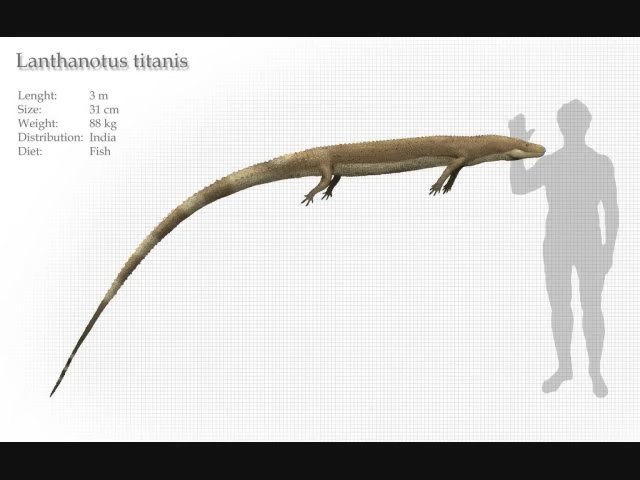 Lanthanotus titanis
Lenght: 3 m
Size: 31 cm
Weight: 88 kg
Distribution: India
Diet: Fish